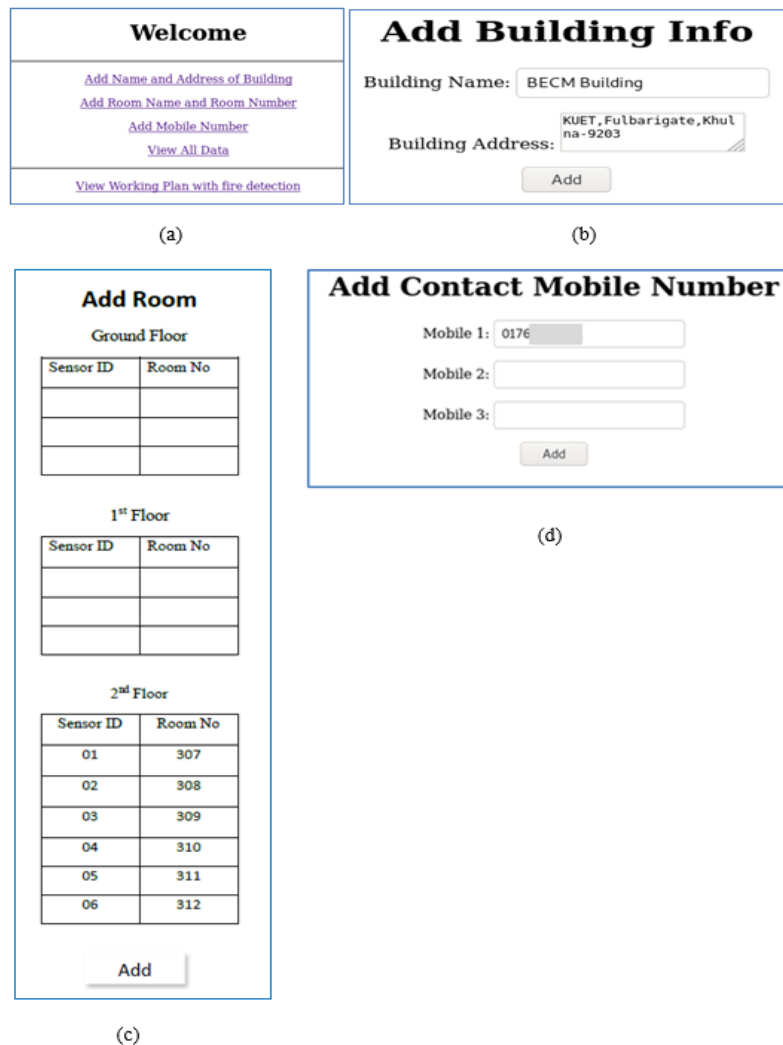 Welcome
Add Name and Address of Building
Add Room Name and Room Number
Add Mobile Number
View All Data
View Working Plan with fire detection
(a)
Add Building Info
Building Name: BECM Building
Building Address: KUET,Fulbarigate,Khul
na-9203
Add
(b)
Add Room
Ground Floor
Sensor ID Room No
1st Floor
Sensor ID Room No
2nd Floor
Sensor ID Room No
01 307
02 308
03 309
04 310
05 311
06 312
Add
(c)
Add Contact Mobile Number
Mobile 1: 0176
Mobile 2:
Mobile 3:
Add
(d)